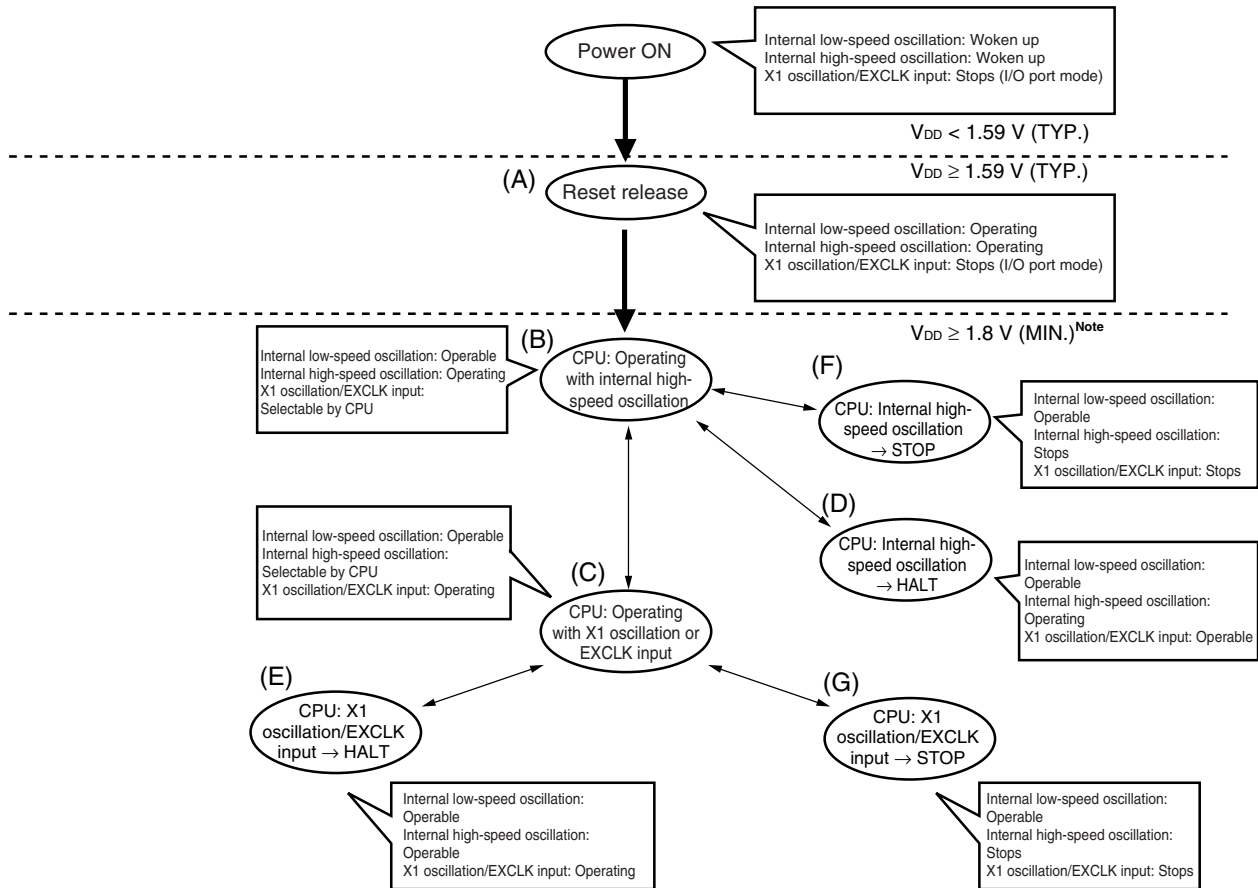 Power ON
Internal low-speed oscillation: Woken up
Internal high-speed oscillation: Woken up
X1 oscillation/EXCLK input: Stops (I/O port mode)
VDD < 1.59 V (TYP.)
VDD ≥ 1.59 V (TYP.)
(A)
Reset release
Internal low-speed oscillation: Operating
Internal high-speed oscillation: Operating
X1 oscillation/EXCLK input: Stops (I/O port mode)
VDD ≥ 1.8 V (MIN.)Note
(B)
CPU: Operating
with internal high-
speed oscillation
Internal low-speed oscillation: Operable
Internal high-speed oscillation: Operating
X1 oscillation/EXCLK input:
Selectable by CPU
(F)
CPU: Internal high-
speed oscillation
→ STOP
Internal low-speed oscillation:
Operable
Internal high-speed oscillation:
Stops
X1 oscillation/EXCLK input: Stops
(D)
CPU: Internal high-
speed oscillation
→ HALT
Internal low-speed oscillation:
Operable
Internal high-speed oscillation:
Operating
X1 oscillation/EXCLK input: Operable
Internal low-speed oscillation: Operable
Internal high-speed oscillation:
Selectable by CPU
X1 oscillation/EXCLK input: Operating
(C)
CPU: Operating
with X1 oscillation or
EXCLK input
(E)
CPU: X1
oscillation/EXCLK
input → HALT
Internal low-speed oscillation:
Operable
Internal high-speed oscillation:
Operable
X1 oscillation/EXCLK input: Operating
(G)
CPU: X1
oscillation/EXCLK
input → STOP
Internal low-speed oscillation:
Operable
Internal high-speed oscillation:
Stops
X1 oscillation/EXCLK input: Stops